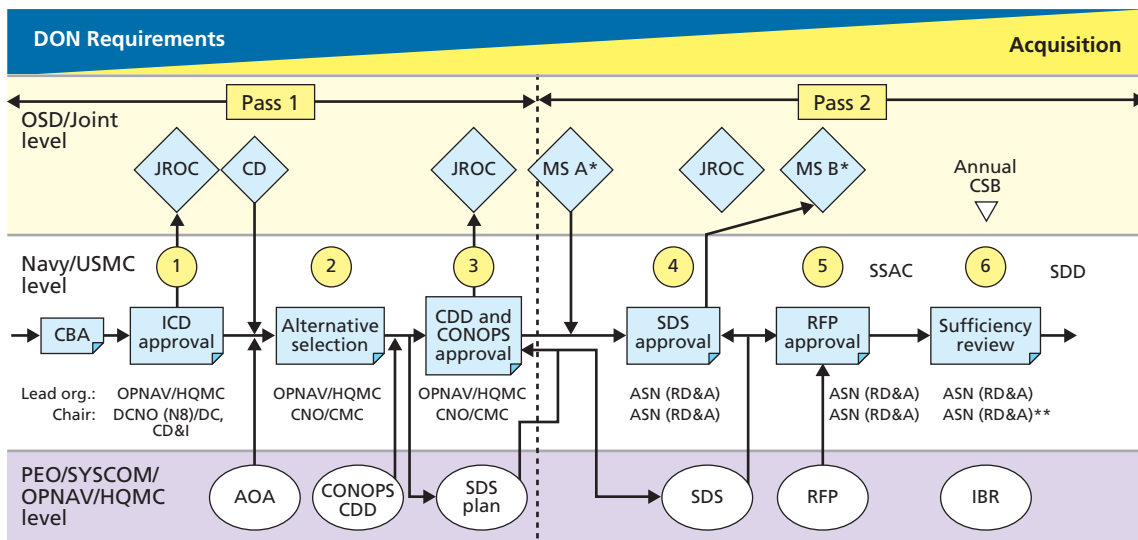 DON Requirements
Acquisition
Pass 1
Pass 2
OSD/Joint
level
JROC
CD
JROC
MS A*
JROC
MS B*
Annual
CSB
Navy/USMC
level
1
2
3
4
5
SSAC
6
SDD
CBA
ICD
approval
Alternative
selection
CDD and
CONOPS
approval
SDS
approval
RFP
approval
Sufficiency
review
Lead org.: OPNAV/HQMC OPNAV/HQMC OPNAV/HQMC ASN (RD&A) ASN (RD&A) ASN (RD&A)
Chair: DCNO (N8)/DC, CNO/CMC CNO/CMC ASN (RD&A) ASN (RD&A) ASN (RD&A)**
CD&I
PEO/SYSCOM/
OPNAV/HQMC
level
AOA
CONOPS
CDD
SDS
plan
SDS
RFP
IBR